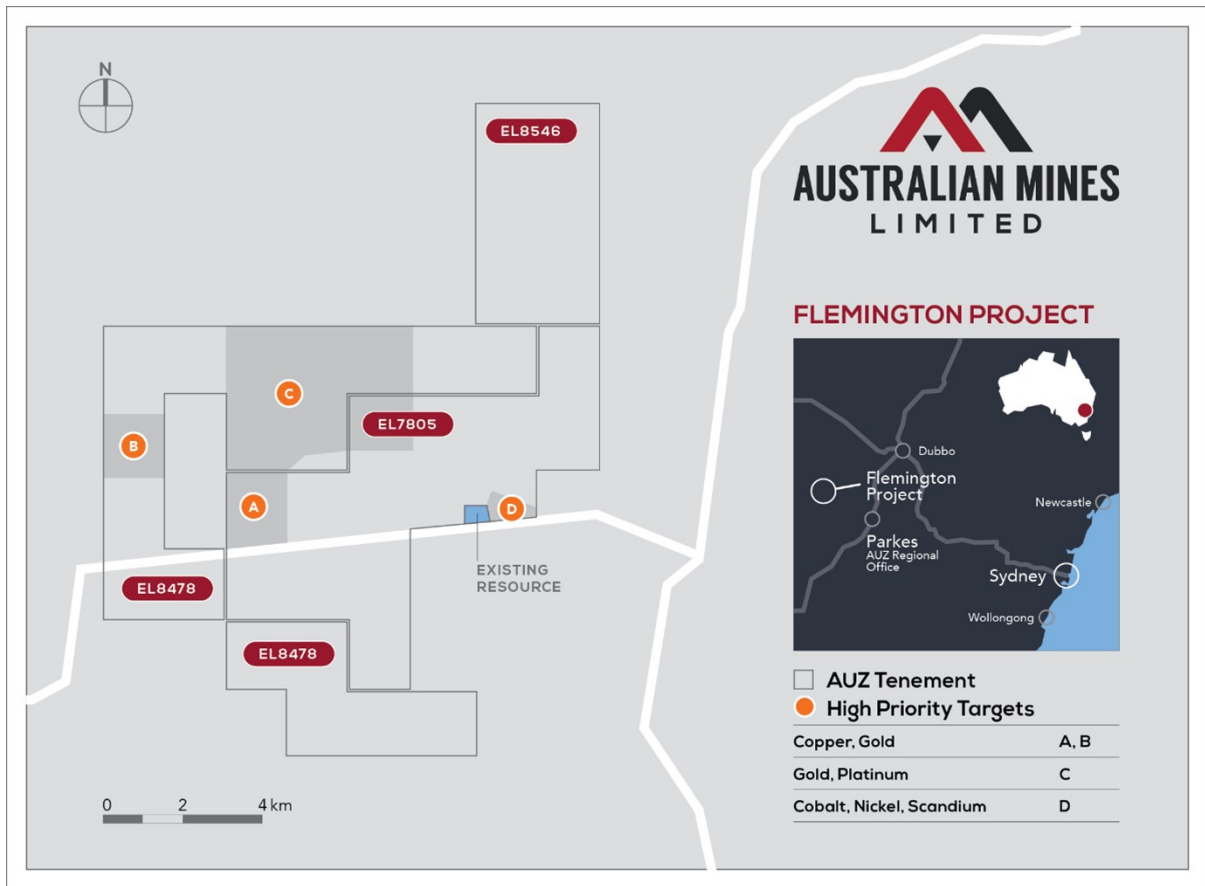 N
EL8546
AUSTRALIAN MINES
LIMITED
FLEMINGTON PROJECT
C
EL7805
B
A
D
EXISTING
RESOURCE
EL8478
EL8478
0 2 4 km
Dubbo
Flemington
Project
Newcastle
Parkes
AUZ Regional
Office
Sydney
Wollongong
AUZ Tenement
High Priority Targets
Copper, Gold A, B
Gold, Platinum C
Cobalt, Nickel, Scandium D